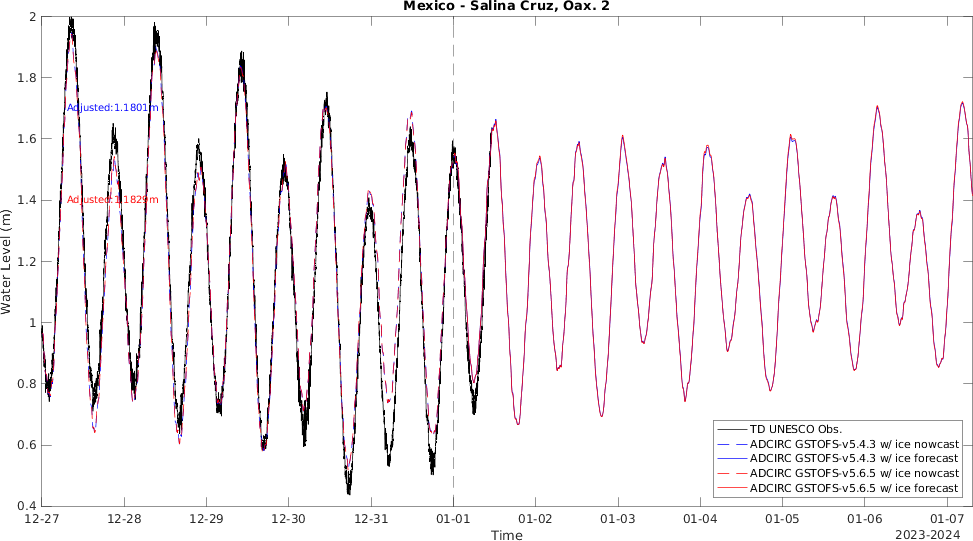 Mexico - Salina Cruz, Oax. 2
2
1.8
1.6
1.4
1.2
1
0.8
0.6
0.4
Water Level (m)
Adjusted:1.1801m
Adjusted:1.1829m
TD UNESCO Obs.
ADCIRC GSTOFS-v5.4.3 w/ ice nowcast
ADCIRC GSTOFS-v5.4.3 w/ ice forecast
ADCIRC GSTOFS-v5.6.5 w/ ice nowcast
ADCIRC GSTOFS-v5.6.5 w/ ice forecast
12-27 12-28 12-29 12-30 12-31 01-01 01-02 01-03 01-04 01-05 01-06 01-07
Time
2023-2024